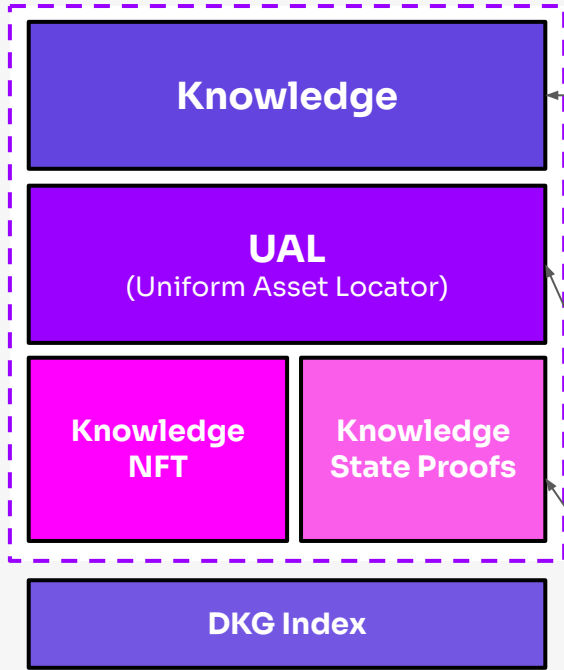 Knowledge
UAL
(Uniform Asset Locator)
Knowledge
NFT
Knowledge
State Proofs
DKG Index